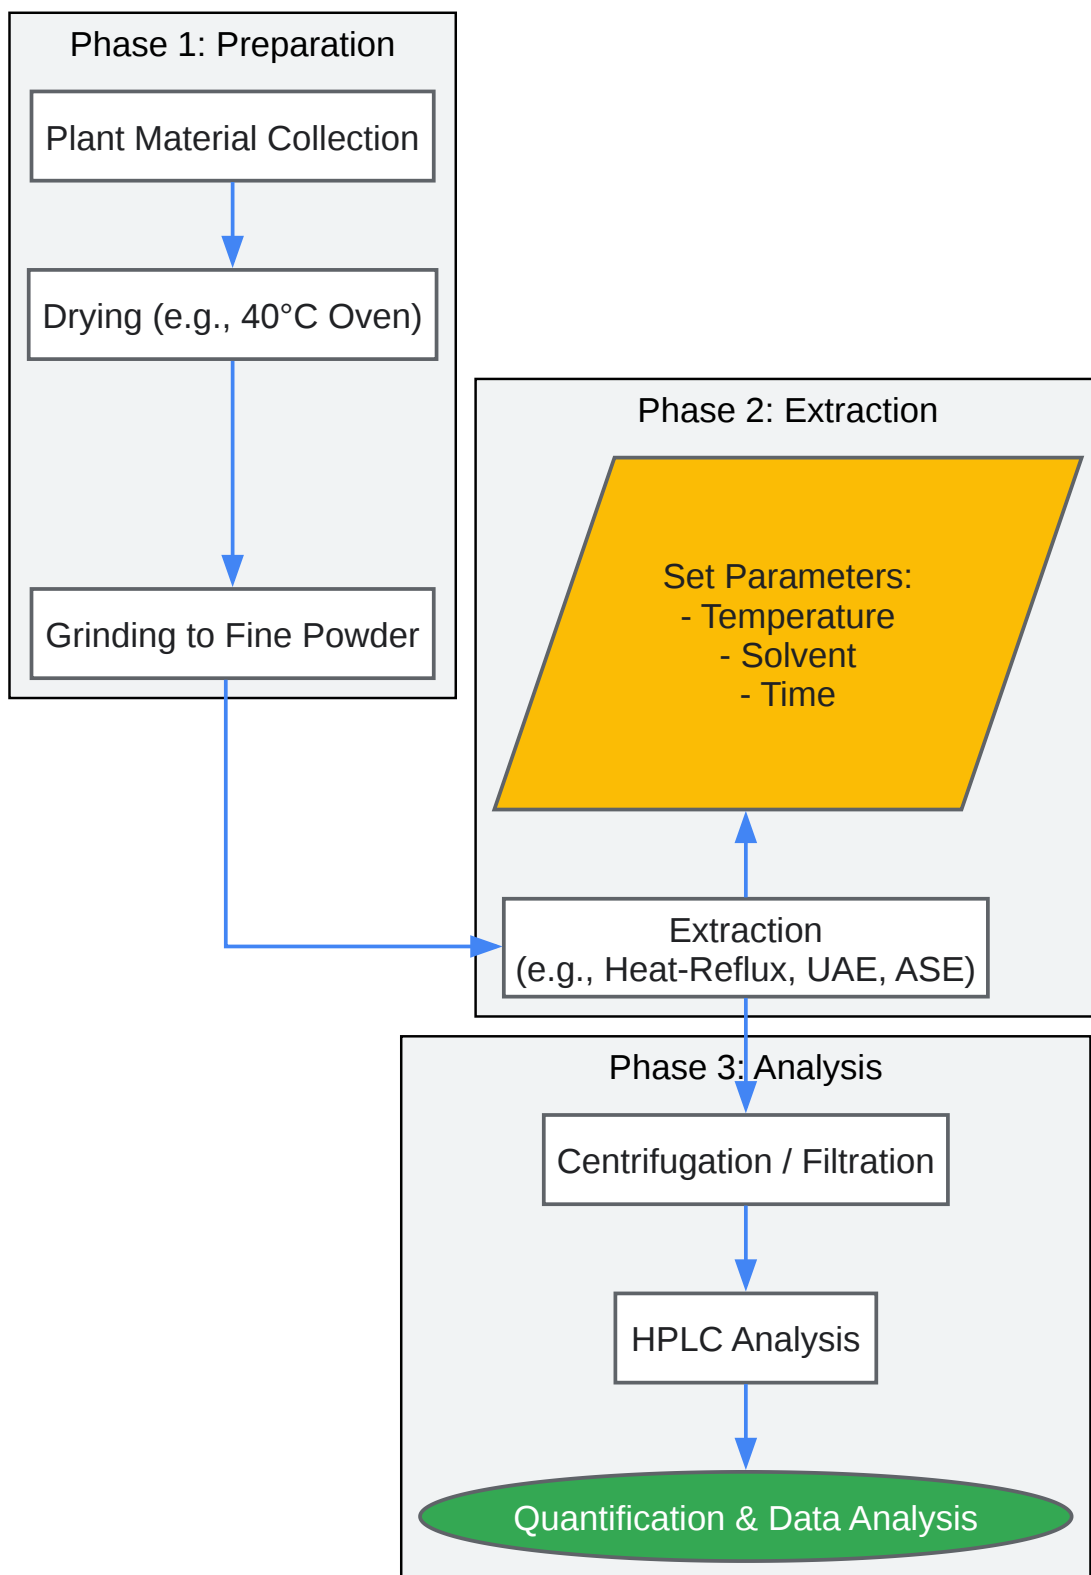 Phase 1: Preparation
Plant Material Collection
Drying (e.g., 40°C Oven)
Grinding to Fine Powder
Phase 2: Extraction
Set Parameters:
- Temperature
- Solvent
- Time
Extraction
(e.g., Heat-Reflux, UAE, ASE)
Phase 3: Analysis
Centrifugation / Filtration
HPLC Analysis
Quantification & Data Analysis